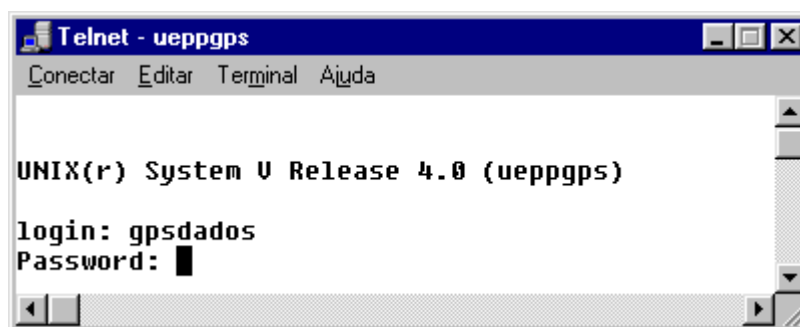 Telnet - ueppgps
Conectar Editar Terminal Ajuda
UNIX(r) System V Release 4.0 (ueppgps)
login: gpsdados
Password: